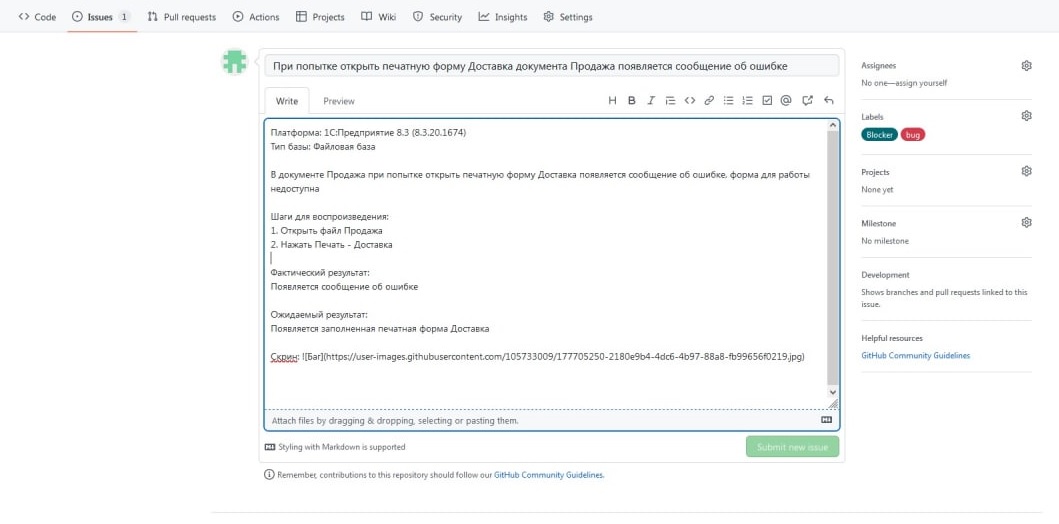 Code Issues 1 Pull requests Actions Projects Wiki Security Insights Settings
При попытке открыть печатную форму Доставка документа Продажа появляется сообщение об ошибке
Write Preview
Платформа: 1С:Предприятие 8.3 (8.3.20.1674)
Тип базы: Файловая база
В документе Продажа при попытке открыть печатную форму Доставка появляется сообщение об ошибке, форма для работы
недоступна
Шаги для воспроизведения:
1. Открыть файл Продажа
2. Нажать Печать - Доставка
Фактический результат:
Появляется сообщение об ошибке
Ожидаемый результат:
Появляется заполненная печатная форма Доставка
Скрин: ![Баг](https://user-images.githubusercontent.com/105733009/177705250-2180e9b4-4dc6-4b97-88a8-fb99656f0219.jpg)
Attach files by dragging & dropping, selecting or pasting them.
Styling with Markdown is supported
Submit new issue
Remember, contributions to this repository should follow our GitHub Community Guidelines.
Assignees
No one—assign yourself
Labels
Blocker bug
Projects
None yet
Milestone
No milestone
Development
Shows branches and pull requests linked to this
issue.
Helpful resources
GitHub Community Guidelines